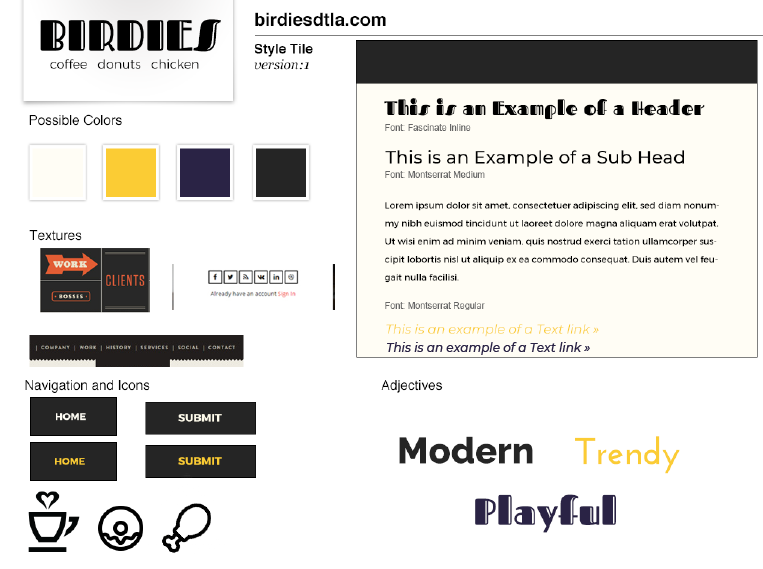 BIRDIES
coffee donuts chicken
birdiesdtla.com
Style Tile
version:1
Possible Colors
This is an Example of a Header
Font: Fascinate Inline
This is an Example of a Sub Head
Font: Montserrat Medium
Lorem ipsum dolor sit amet, consectetuer adipiscing elit, sed diam nonum-
my nibh euismod tincidunt ut laoreet dolore magna aliquam erat volutpat.
Ut wisi enim ad minim veniam, quis nostrud exerci tation ullamcorper sus-
cipit lobortis nisl ut aliquip ex ea commodo consequat. Duis autem vel feu-
gait nulla facilisi.
Font: Montserrat Regular
This is an example of a Text link »
This is an example of a Text link »
Textures
WORK
BOSSES
CLIENTS
Already have an account Sign in
| COMPANY | WORK | HISTORY | SERVICES | SOCIAL | CONTACT
Navigation and Icons
HOME
SUBMIT
HOME
SUBMIT
Adjectives
Modern
Trendy
Playful